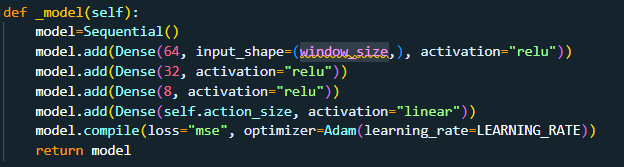 def _model(self):
    model=Sequential()
    model.add(Dense(64, input_shape=(window_size,), activation="relu"))
    model.add(Dense(32, activation="relu"))
    model.add(Dense(8, activation="relu"))
    model.add(Dense(self.action_size, activation="linear"))
    model.compile(loss="mse", optimizer=Adam(learning_rate=LEARNING_RATE))
    return model